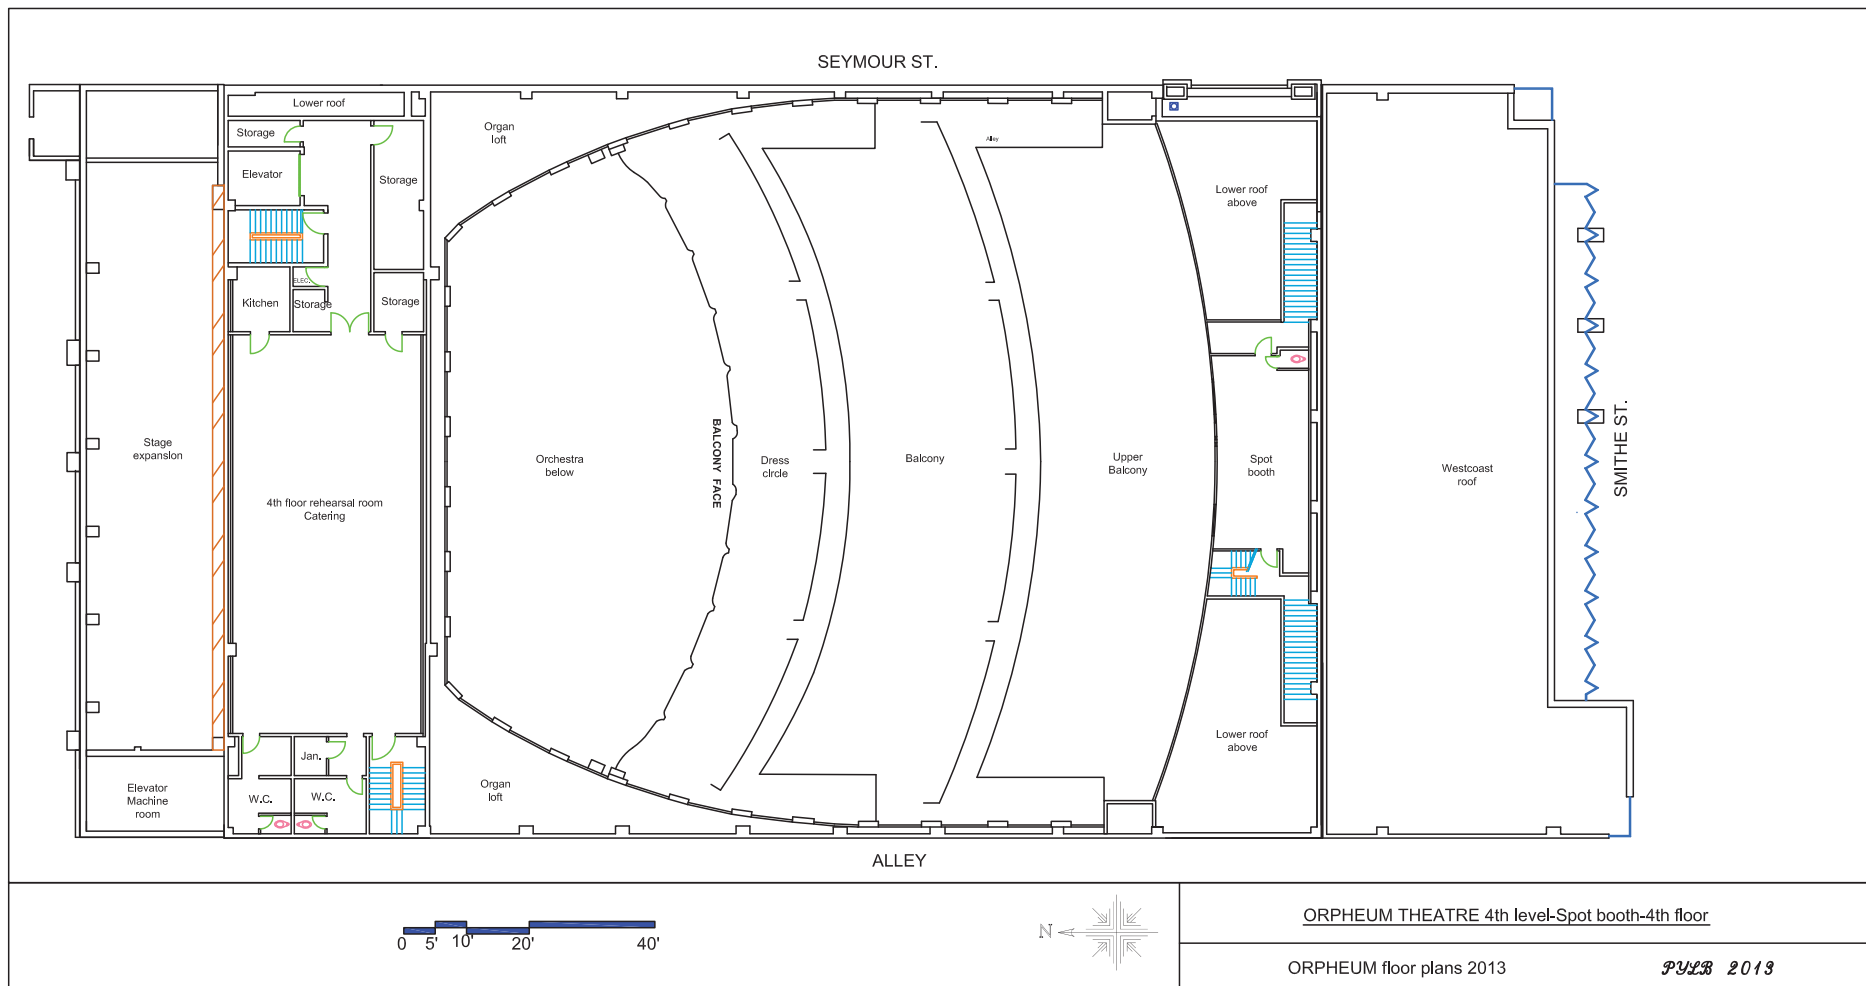 SEYMOUR ST.
Lower roof
Storage
Elevator
Storage
ELEC.
Kitchen
Storage
Storage
Organ
loft
Alley
Lower roof
above
Stage
expansion
4th floor rehearsal room
Catering
Orchestra
below
BALCONY FACE
Dress
circle
Balcony
Upper
Balcony
Spot
booth
Westcoast
roof
SMITHE ST.
Lower roof
above
Elevator
Machine
room
Jan.
W.C.
W.C.
Organ
loft
ALLEY
0 5' 10' 20' 40'
N
ORPHEUM THEATRE 4th level-Spot booth-4th floor
ORPHEUM floor plans 2013
PYLB 2013